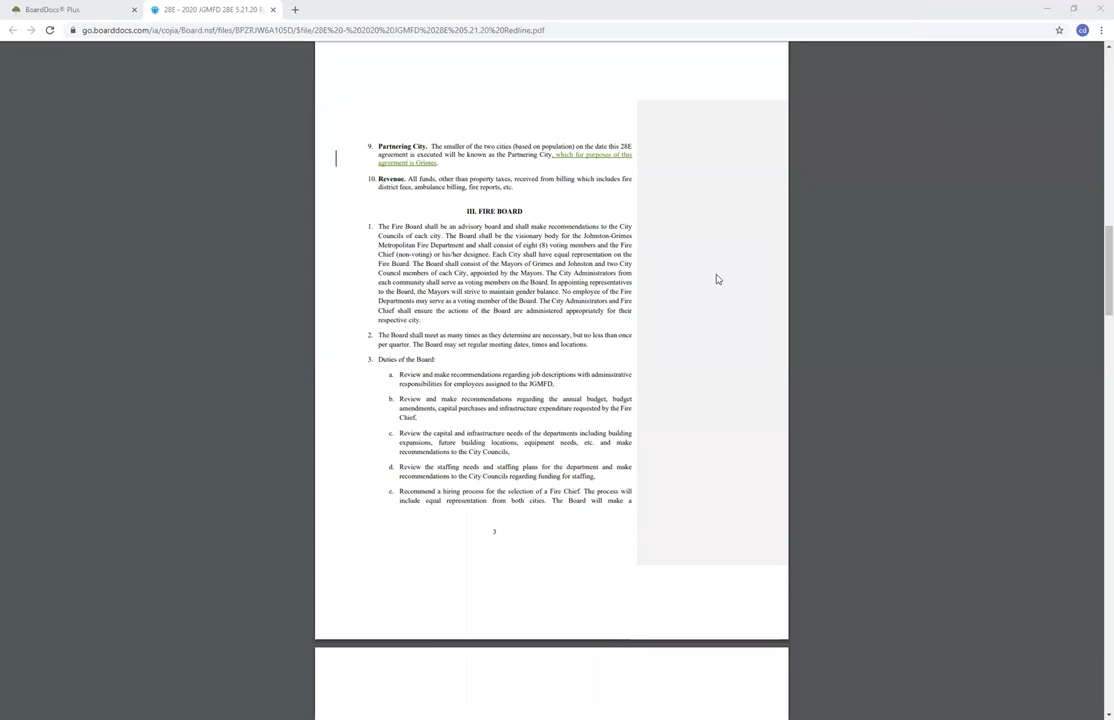 BoardDocs® Plus
28E - 2020 JGMFD 28E 5.21.20 Re
go.boarddocs.com/ia/cojia/Board.nsf/files/BPZRJW6A105D/$file/28E%20-%202020%20JGMFD%2028E%205.21.20%20Redline.pdf
cd
9. Partnering City. The smaller of the two cities (based on population) on the date this 28E
agreement is executed will be known as the Partnering City, which for purposes of this
agreement is Grimes.
10. Revenue. All funds, other than property taxes, received from billing which includes fire
district fees, ambulance billing, fire reports, etc.
III. FIRE BOARD
1. The Fire Board shall be an advisory board and shall make recommendations to the City
Councils of each city. The Board shall be the visionary body for the Johnston-Grimes
Metropolitan Fire Department and shall consist of eight (8) voting members and the Fire
Chief (non-voting) or his/her designee. Each City shall have equal representation on the
Fire Board. The Board shall consist of the Mayors of Grimes and Johnston and two City
Council members of each City, appointed by the Mayors. The City Administrators from
each community shall serve as voting members on the Board. In appointing representatives
to the Board, the Mayors will strive to maintain gender balance. No employee of the Fire
Departments may serve as a voting member of the Board. The City Administrators and Fire
Chief shall ensure the actions of the Board are administered appropriately for their
respective city.
2. The Board shall meet as many times as they determine are necessary, but no less than once
per quarter. The Board may set regular meeting dates, times and locations.
3. Duties of the Board:
a. Review and make recommendations regarding job descriptions with administrative
responsibilities for employees assigned to the JGMFD,
b. Review and make recommendations regarding the annual budget, budget
amendments, capital purchases and infrastructure expenditure requested by the Fire
Chief,
c. Review the capital and infrastructure needs of the departments including building
expansions, future building locations, equipment needs, etc. and make
recommendations to the City Councils,
d. Review the staffing needs and staffing plans for the department and make
recommendations to the City Councils regarding funding for staffing,
e. Recommend a hiring process for the selection of a Fire Chief. The process will
include equal representation from both cities. The Board will make a
3